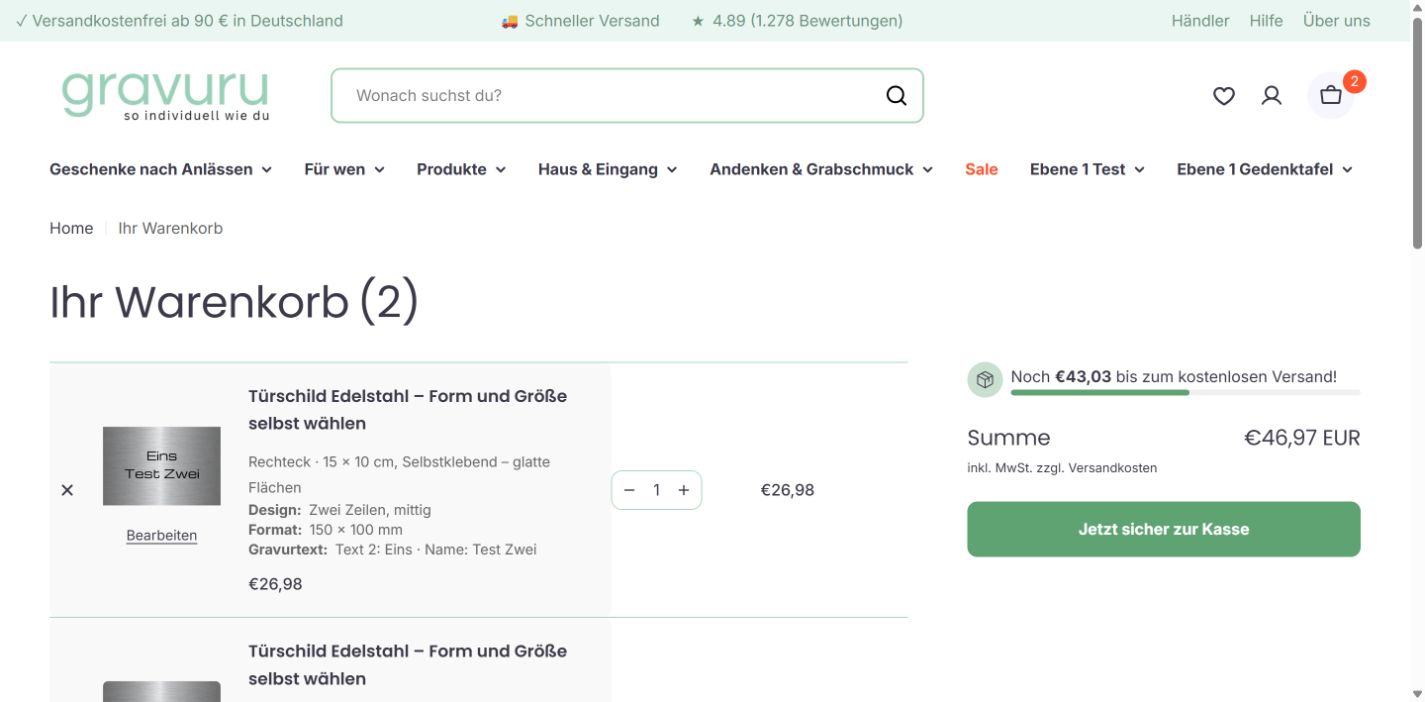 ✓ Versandkostenfrei ab 90 € in Deutschland
🚚 Schneller Versand
★ 4.89 (1.278 Bewertungen)
Händler Hilfe Über uns
gravuru
so individuell wie du
Wonach suchst du?
2
Geschenke nach Anlässen Für wen Produkte Haus & Eingang Andenken & Grabschmuck Sale Ebene 1 Test Ebene 1 Gedenktafel
Home Ihr Warenkorb
Ihr Warenkorb (2)
Türschild Edelstahl – Form und Größe
selbst wählen
Eins
Test Zwei
Bearbeiten
Rechteck · 15 × 10 cm, Selbstklebend – glatte
Flächen
Design: Zwei Zeilen, mittig
Format: 150 × 100 mm
Gravurtext: Text 2: Eins · Name: Test Zwei
€26,98
− 1 +
€26,98
Türschild Edelstahl – Form und Größe
selbst wählen
Noch €43,03 bis zum kostenlosen Versand!
Summe €46,97 EUR
inkl. MwSt. zzgl. Versandkosten
Jetzt sicher zur Kasse